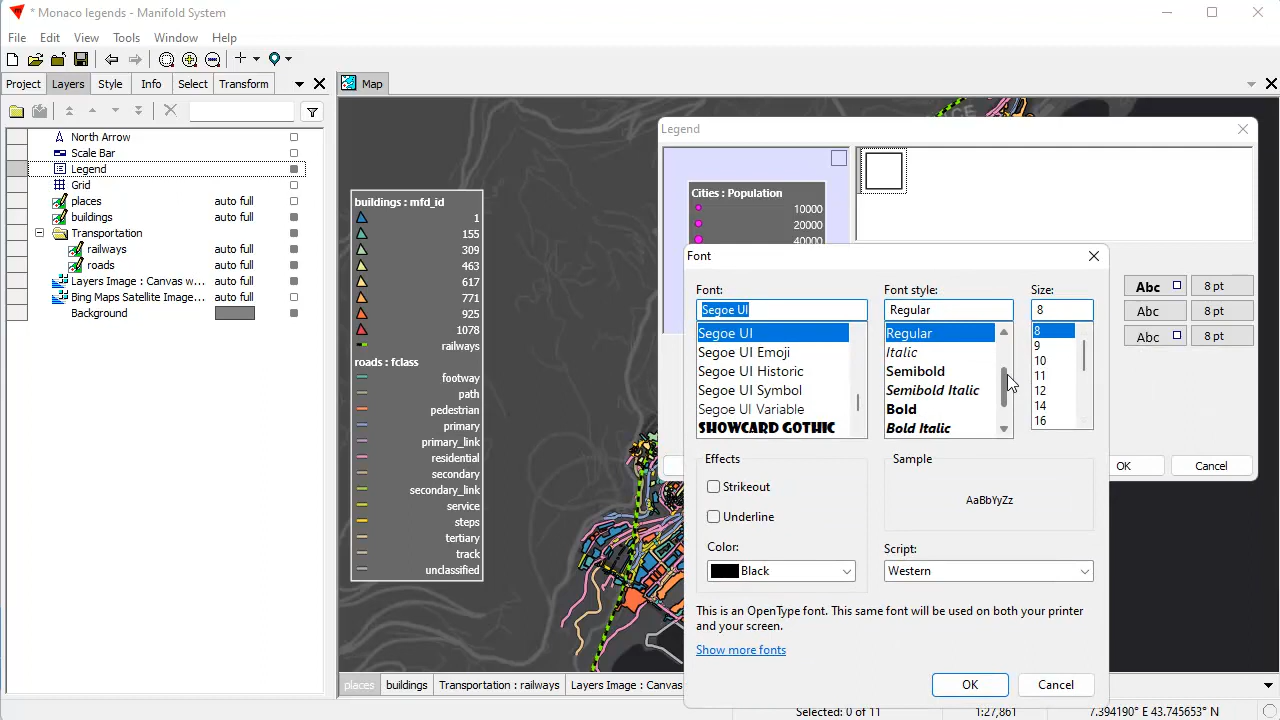 * Monaco legends - Manifold System
File Edit View Tools Window Help
Project Layers Style Info Select Transform
Map
North Arrow
Scale Bar
Legend
Grid
places auto full
buildings auto full
Transportation
railways auto full
roads auto full
Layers Image : Canvas w... auto full
Bing Maps Satellite Image... auto full
Background
buildings : mfd_id
1
155
309
463
617
771
925
1078
railways
roads : fclass
footway
path
pedestrian
primary
primary_link
residential
secondary
secondary_link
service
steps
tertiary
track
unclassified
Legend
Cities : Population
10000
20000
40000
Abc 8 pt
Abc 8 pt
Abc 8 pt
OK Cancel
Font
Font: Font style: Size:
Segoe UI Regular 8
Segoe UI
Segoe UI Emoji
Segoe UI Historic
Segoe UI Symbol
Segoe UI Variable
SHOWCARD GOTHIC
Regular
Italic
Semibold
Semibold Italic
Bold
Bold Italic
8
9
10
11
12
14
16
Effects
Strikeout
Underline
Color:
Black
Sample
AaBbYyZz
Script:
Western
This is an OpenType font. This same font will be used on both your printer
and your screen.
Show more fonts
OK Cancel
places buildings Transportation : railways Layers Image : Canvas
Selected: 0 of 11 1:27,861 7.394190° E 43.745653° N